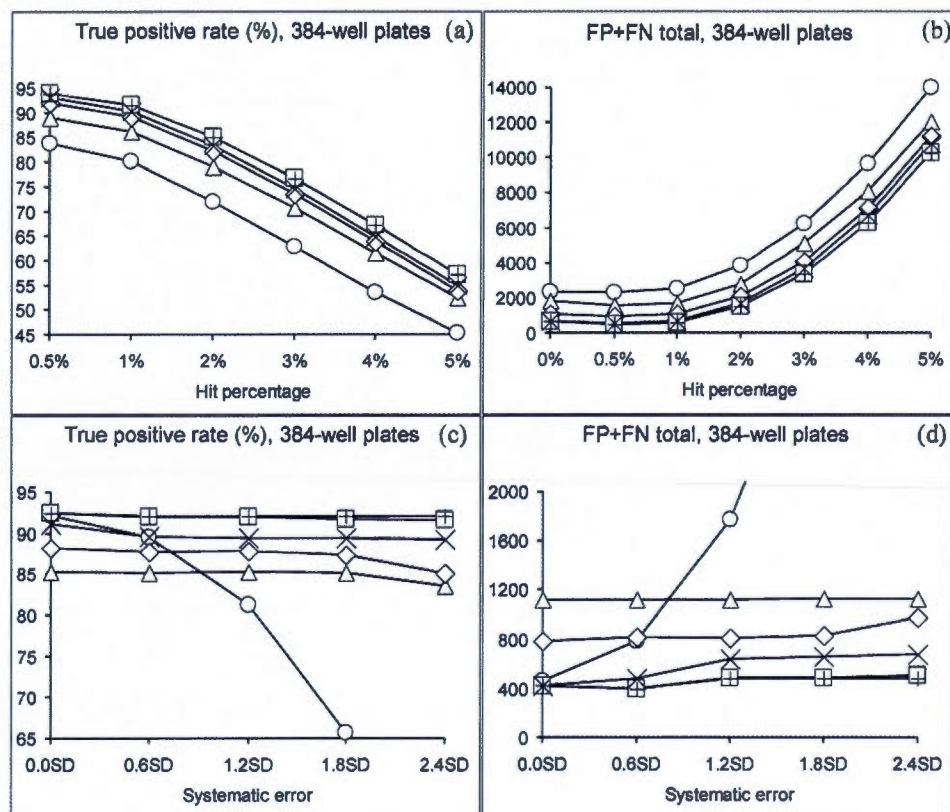 True positive rate (%), 384-well plates (a)
95
90
85
80
75
70
65
60
55
50
45
0.5% 1% 2% 3% 4% 5%
Hit percentage
FP+FN total, 384-well plates (b)
14000
12000
10000
8000
6000
4000
2000
0
0% 0.5% 1% 2% 3% 4% 5%
Hit percentage
True positive rate (%), 384-well plates (c)
95
90
85
80
75
70
65
0.0SD 0.6SD 1.2SD 1.8SD 2.4SD
Systematic error
FP+FN total, 384-well plates (d)
2000
1600
1200
800
400
0
0.0SD 0.6SD 1.2SD 1.8SD 2.4SD
Systematic error